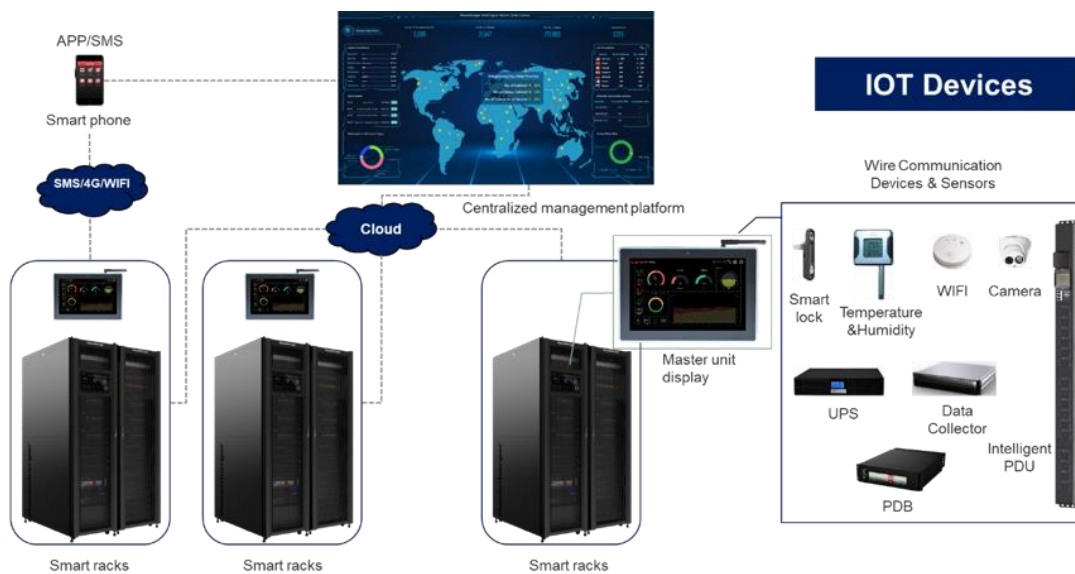 APP/SMS
Smart phone
SMS/4G/WIFI
Centralized management platform
Cloud
IOT Devices
Wire Communication
Devices & Sensors
Smart
lock
Temperature
&Humidity
WIFI
Camera
Master unit
display
UPS
Data
Collector
Intelligent
PDU
PDB
Smart racks
Smart racks
Smart racks